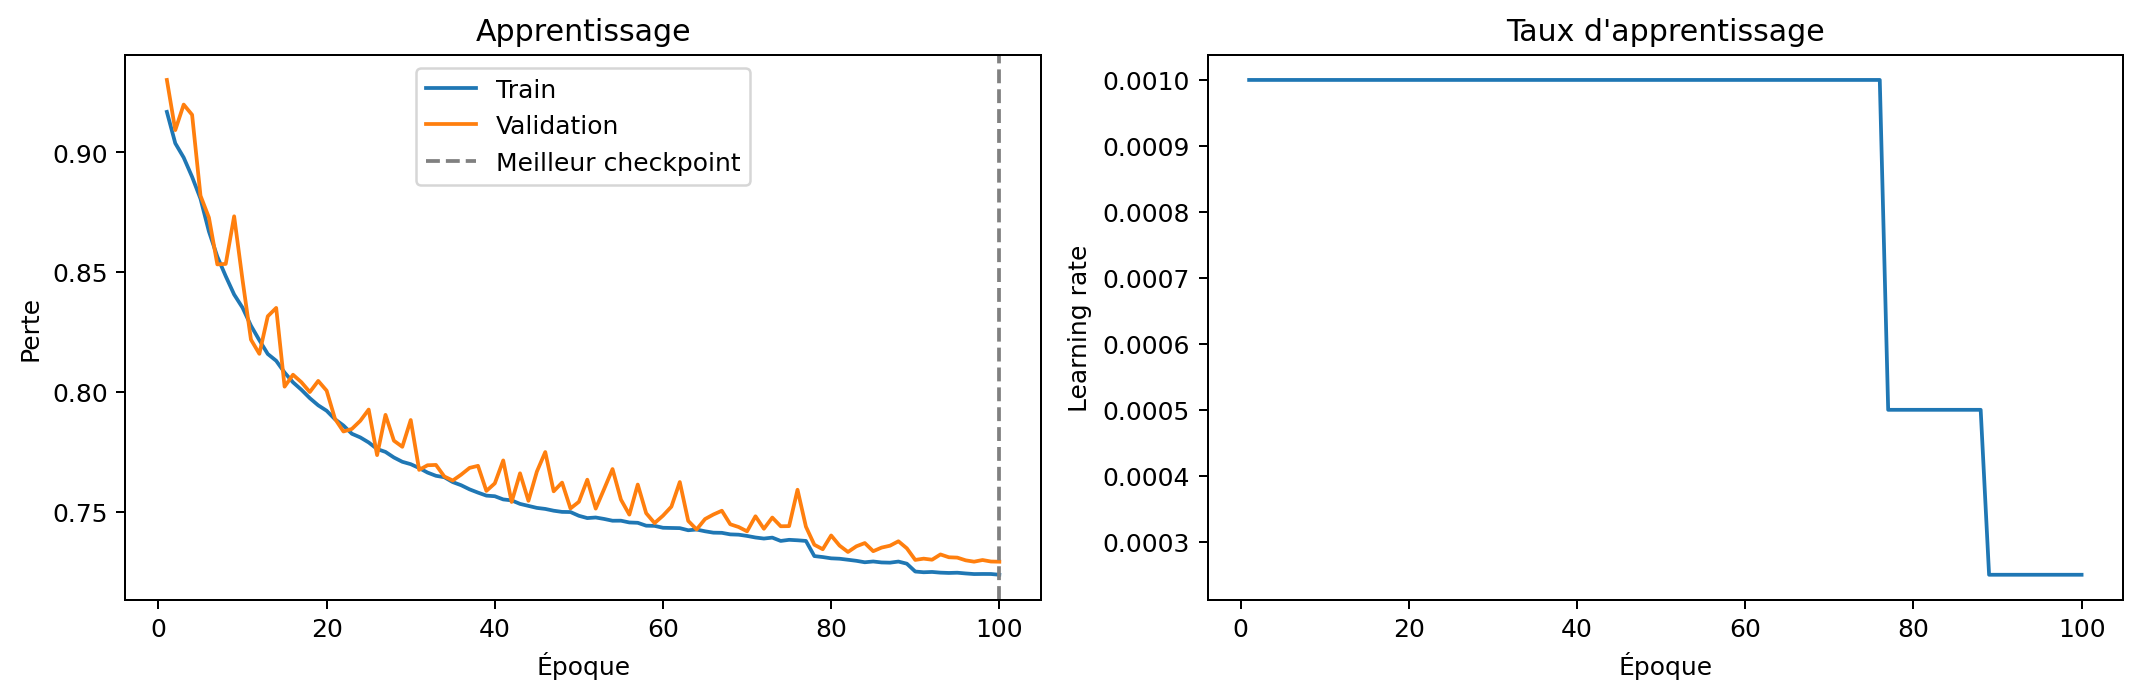 Apprentissage
Train
Validation
Meilleur checkpoint
0.90
0.85
0.80
0.75
Perte
0
20
40
60
80
100
Époque
Taux d'apprentissage
0.0010
0.0009
0.0008
0.0007
0.0006
0.0005
0.0004
0.0003
Learning rate
0
20
40
60
80
100
Époque